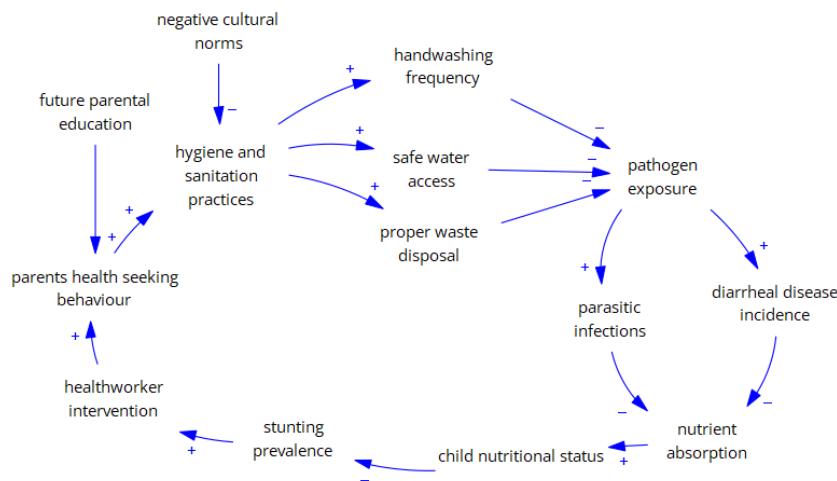 negative cultural
norms
handwashing
frequency
+
future parental
education
−
−
hygiene and
sanitation
practices
+
safe water
access
−
−
pathogen
exposure
+
+
+
proper waste
disposal
+
+
parents health seeking
behaviour
+
parasitic
infections
diarrheal disease
incidence
+
healthworker
intervention
−
−
stunting
prevalence
+
−
child nutritional status
+
nutrient
absorption